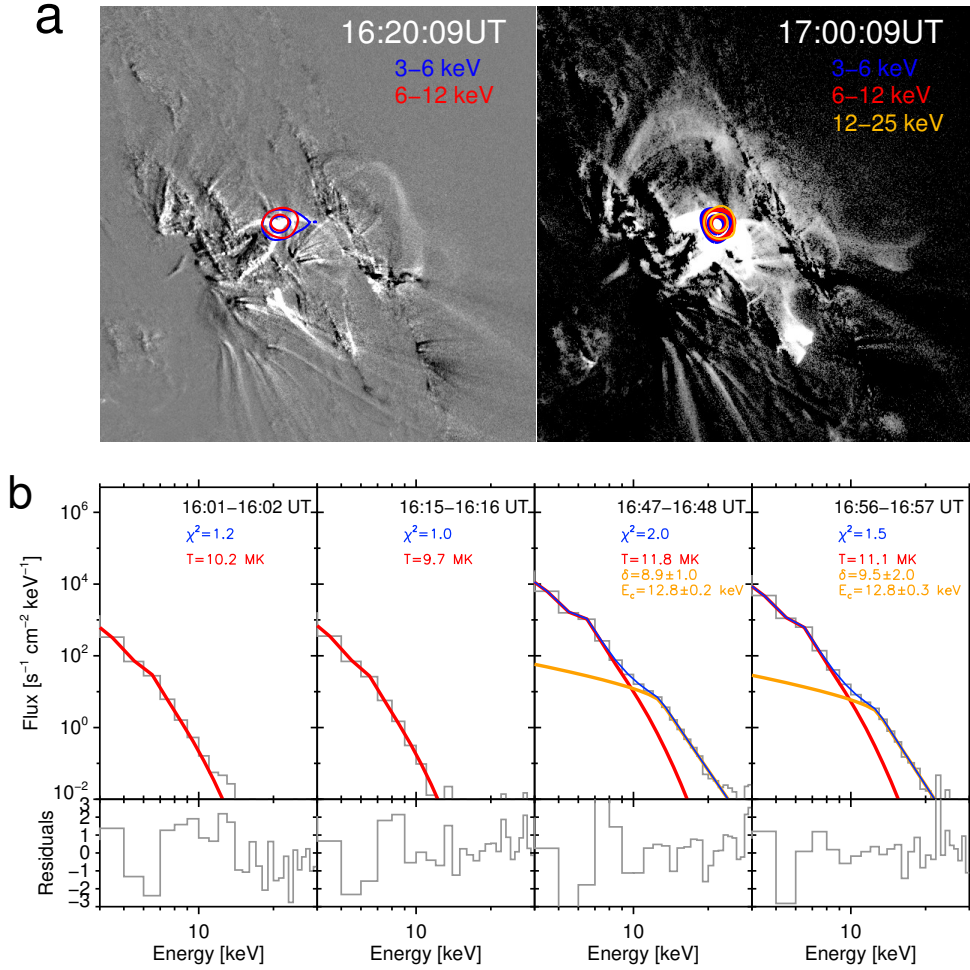 a
16:20:09UT
3−6 keV
6−12 keV
17:00:09UT
3−6 keV
6−12 keV
12−25 keV
b
16:01−16:02 UT
χ²=1.2
T=10.2 MK
16:15−16:16 UT
χ²=1.0
T=9.7 MK
16:47−16:48 UT
χ²=2.0
T=11.8 MK
δ=8.9±1.0
E_c=12.8±0.2 keV
16:56−16:57 UT
χ²=1.5
T=11.1 MK
δ=9.5±2.0
E_c=12.8±0.3 keV
Flux [s⁻¹ cm⁻² keV⁻¹]
10⁶
10⁴
10²
10⁰
10⁻²
Residuals
3
2
1
0
−1
−2
−3
10 10 10 10
Energy [keV] Energy [keV] Energy [keV] Energy [keV]